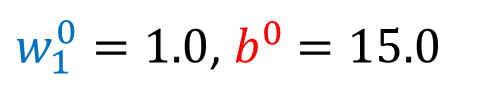 $w_1^0 = 1.0, b^0 = 15.0$